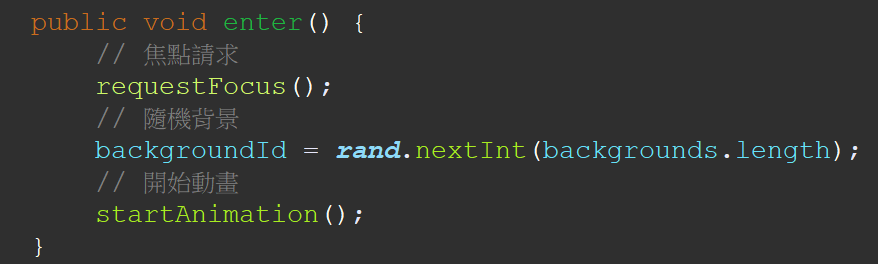 public void enter() {
    // 焦點請求
    requestFocus();
    // 隨機背景
    backgroundId = rand.nextInt(backgrounds.length);
    // 開始動畫
    startAnimation();
}